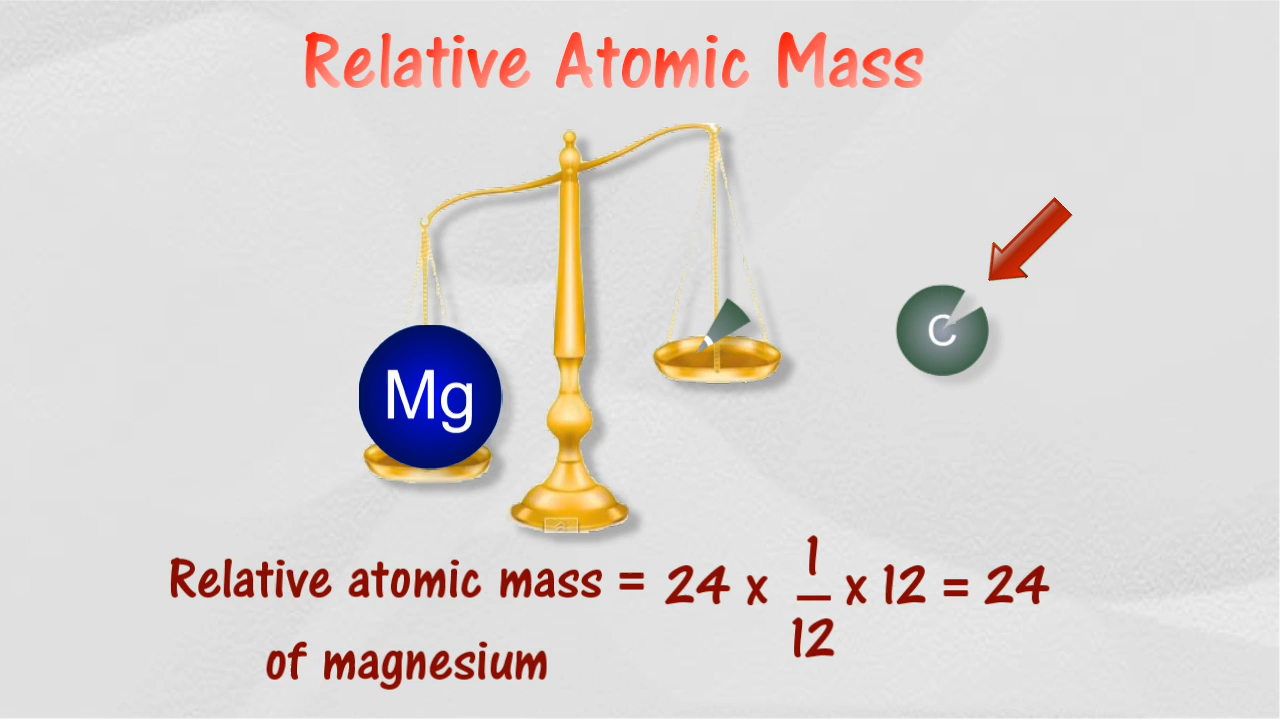 Relative Atomic Mass
Mg
C
Relative atomic mass = 24 x 1/12 x 12 = 24
of magnesium